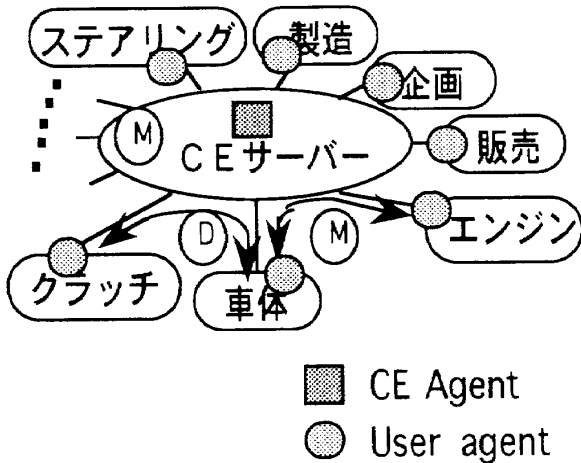 ステアリング
製造
企画
M
CEサーバー
販売
エンジン
D
M
クラッチ
車体
CE Agent
User agent